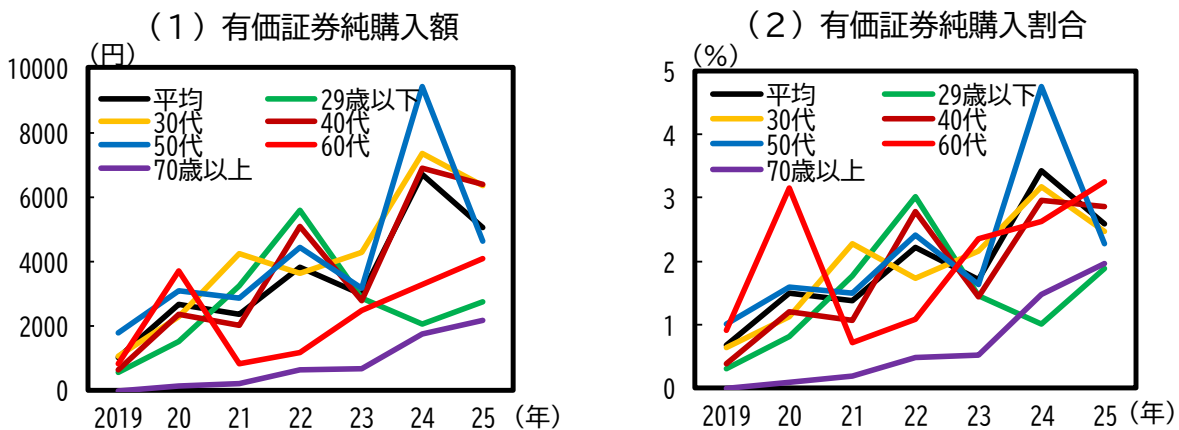 （１）有価証券純購入額
(円)
10000
8000
6000
4000
2000
0
平均
29歳以下
30代
40代
50代
60代
70歳以上
2019 20 21 22 23 24 25 (年)
（２）有価証券純購入割合
(%)
5
4
3
2
1
0
平均
29歳以下
30代
40代
50代
60代
70歳以上
2019 20 21 22 23 24 25 (年)